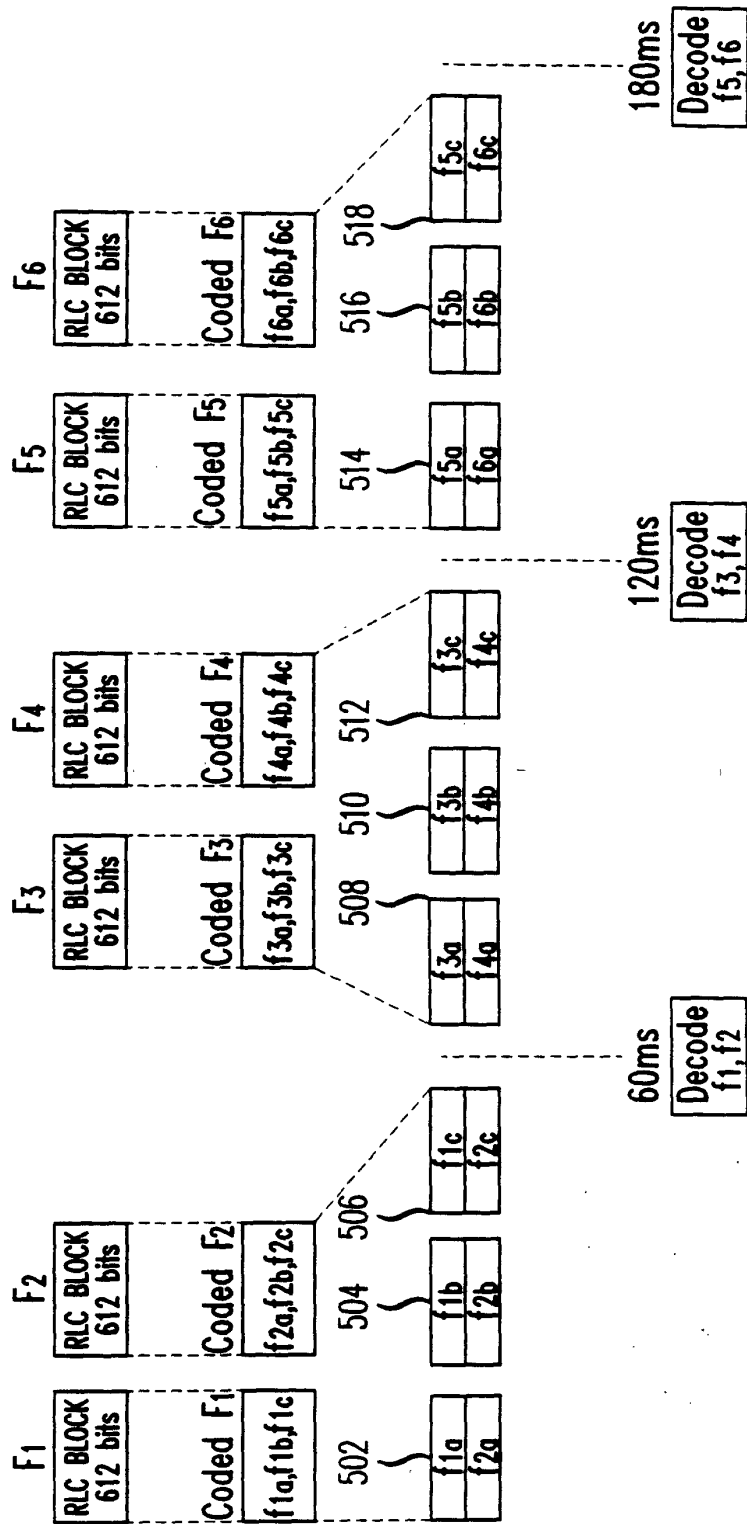 F1
RLC BLOCK
612 bits
Coded F1
f1a,f1b,f1c
F2
RLC BLOCK
612 bits
Coded F2
f2a,f2b,f2c
502
f1a
f2a
504
f1b
f2b
506
f1c
f2c
60ms
Decode
f1,f2
F3
RLC BLOCK
612 bits
Coded F3
f3a,f3b,f3c
F4
RLC BLOCK
612 bits
Coded F4
f4a,f4b,f4c
508
f3a
f4a
510
f3b
f4b
512
f3c
f4c
120ms
Decode
f3,f4
F5
RLC BLOCK
612 bits
Coded F5
f5a,f5b,f5c
F6
RLC BLOCK
612 bits
Coded F6
f6a,f6b,f6c
514
f5a
f6a
516
f5b
f6b
518
f5c
f6c
180ms
Decode
f5,f6